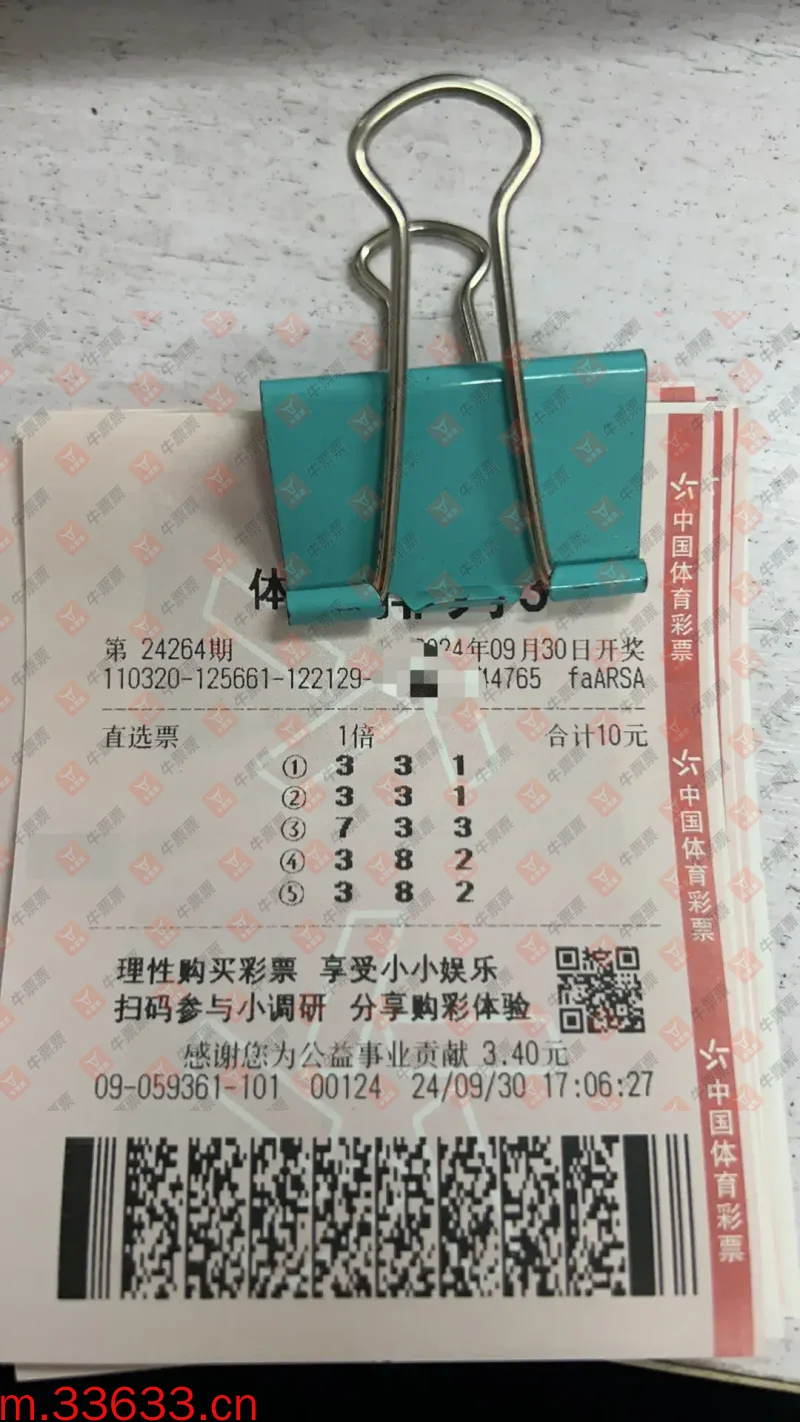 体
第 24264期 2024年09月30日开奖
110320-125661-122129- 14765 faARSA
直选票 1倍 合计10元
① 3 3 1
② 3 3 1
③ 7 3 3
④ 3 8 2
⑤ 3 8 2
理性购买彩票 享受小小娱乐
扫码参与小调研 分享购彩体验
感谢您为公益事业贡献 3.40元
09-059361-101 00124 24/09/30 17:06:27
中国体育彩票
中国体育彩票
中国体育彩票
牛票票
m.33633.cn